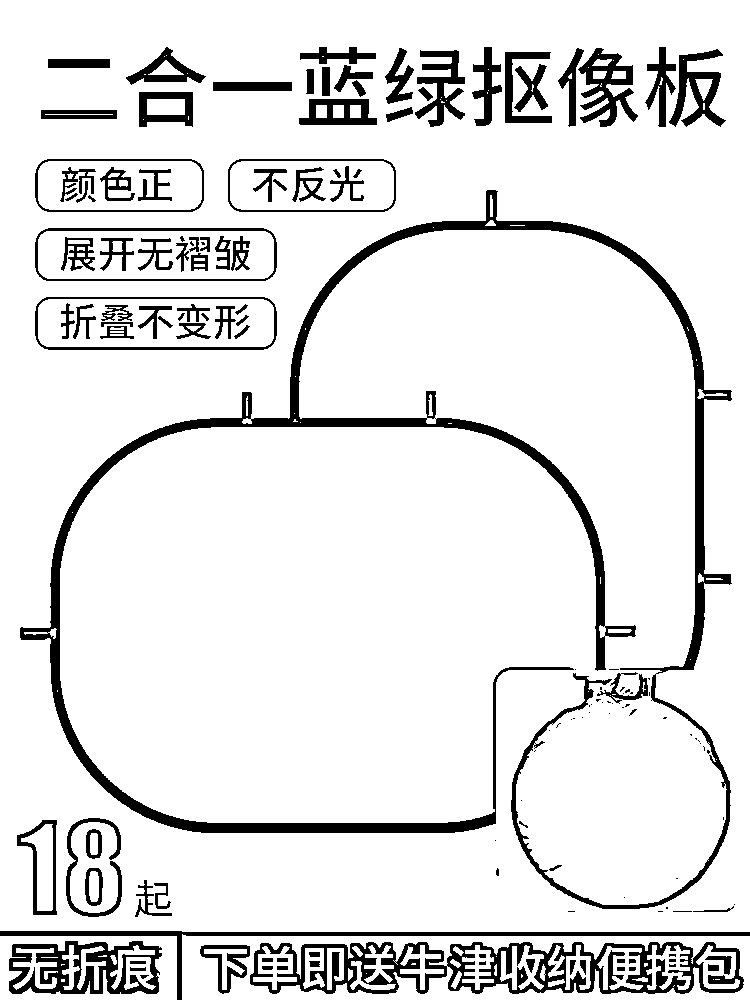 二合一蓝绿抠像板
颜色正
不反光
展开无褶皱
折叠不变形
18起
无折痕
下单即送牛津收纳便携包